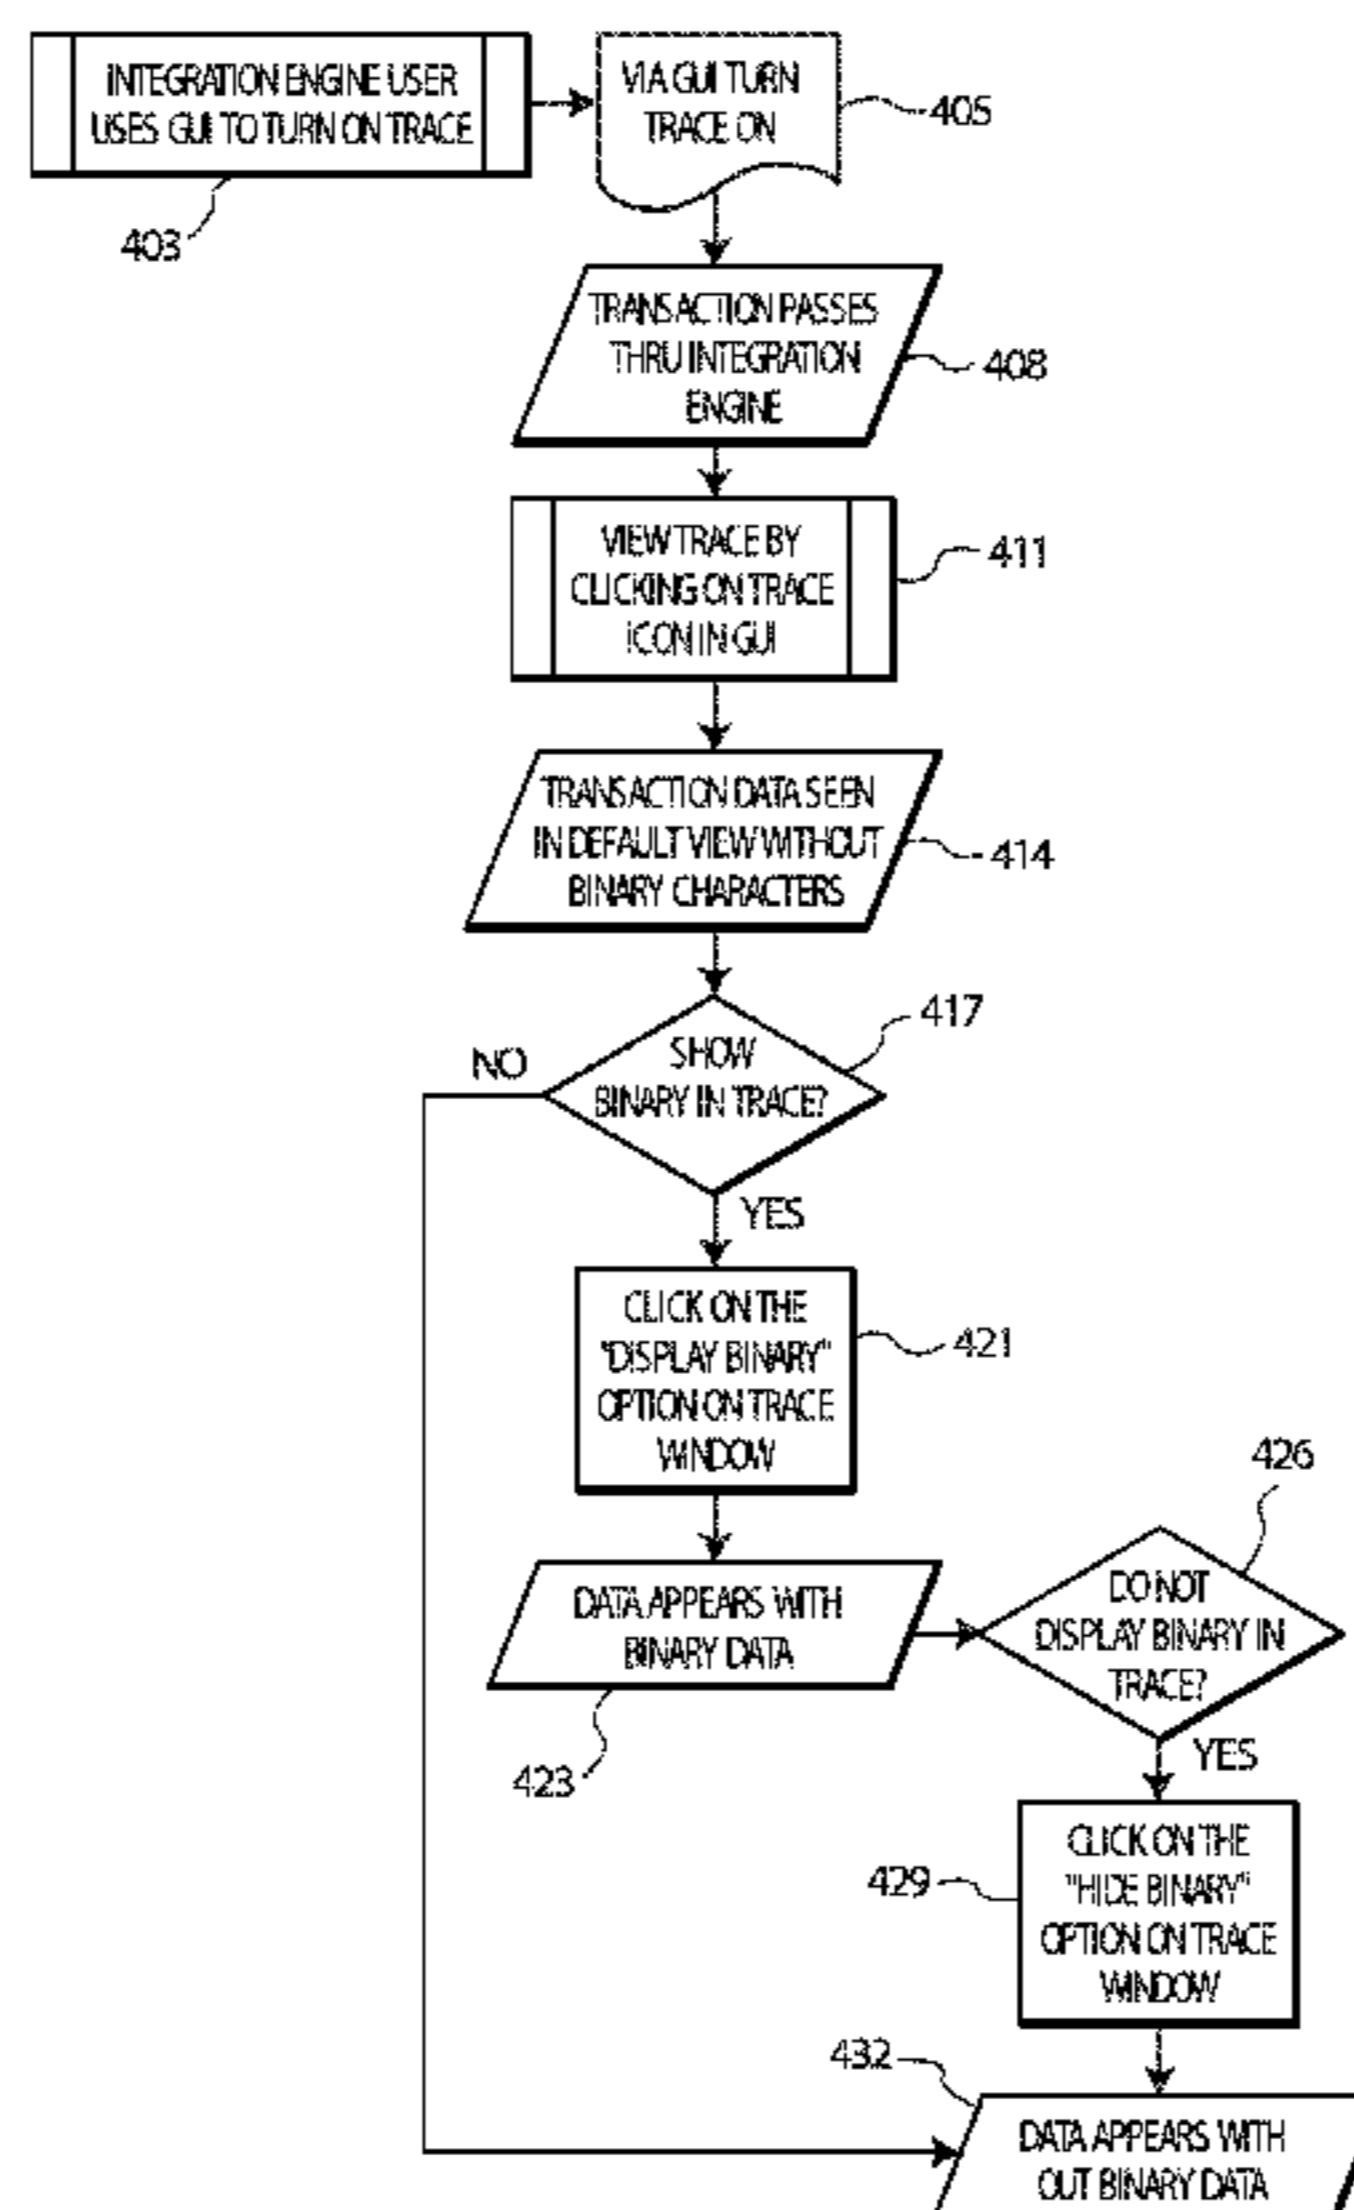 INTEGRATION ENGINE USER
USES GUI TO TURN ON TRACE
403
VIA GUI TURN
TRACE ON
405
TRANSACTION PASSES
THRU INTEGRATION
ENGINE
408
VIEW TRACE BY
CLICKING ON TRACE
ICON IN GUI
411
TRANSACTION DATA SEEN
IN DEFAULT VIEW WITHOUT
BINARY CHARACTERS
414
417
SHOW
BINARY IN TRACE?
NO
YES
CLICK ON THE
"DISPLAY BINARY"
OPTION ON TRACE
WINDOW
421
DATA APPEARS WITH
BINARY DATA
423
426
DO NOT
DISPLAY BINARY IN
TRACE?
YES
CLICK ON THE
"HIDE BINARY"
OPTION ON TRACE
WINDOW
429
432
DATA APPEARS WITH
OUT BINARY DATA